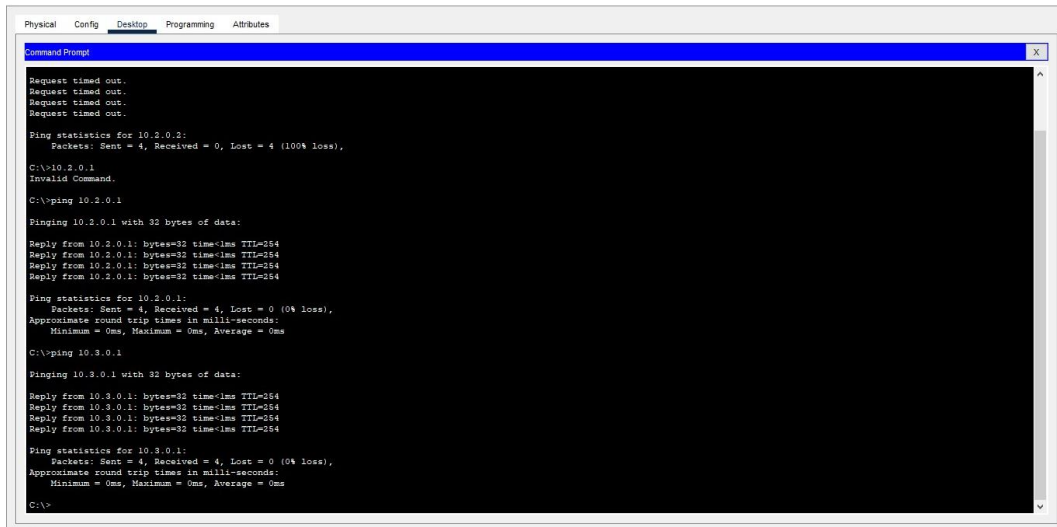 Physical Config Desktop Programming Attributes
Command Prompt X
Request timed out.
Request timed out.
Request timed out.
Request timed out.
Ping statistics for 10.2.0.2:
Packets: Sent = 4, Received = 0, Lost = 4 (100% loss),
C:\>10.2.0.1
Invalid Command.
C:\>ping 10.2.0.1
Pinging 10.2.0.1 with 32 bytes of data:
Reply from 10.2.0.1: bytes=32 time<1ms TTL=254
Reply from 10.2.0.1: bytes=32 time<1ms TTL=254
Reply from 10.2.0.1: bytes=32 time<1ms TTL=254
Reply from 10.2.0.1: bytes=32 time<1ms TTL=254
Ping statistics for 10.2.0.1:
Packets: Sent = 4, Received = 4, Lost = 0 (0% loss),
Approximate round trip times in milli-seconds:
Minimum = 0ms, Maximum = 0ms, Average = 0ms
C:\>ping 10.3.0.1
Pinging 10.3.0.1 with 32 bytes of data:
Reply from 10.3.0.1: bytes=32 time<1ms TTL=254
Reply from 10.3.0.1: bytes=32 time<1ms TTL=254
Reply from 10.3.0.1: bytes=32 time<1ms TTL=254
Reply from 10.3.0.1: bytes=32 time<1ms TTL=254
Ping statistics for 10.3.0.1:
Packets: Sent = 4, Received = 4, Lost = 0 (0% loss),
Approximate round trip times in milli-seconds:
Minimum = 0ms, Maximum = 0ms, Average = 0ms
C:\>